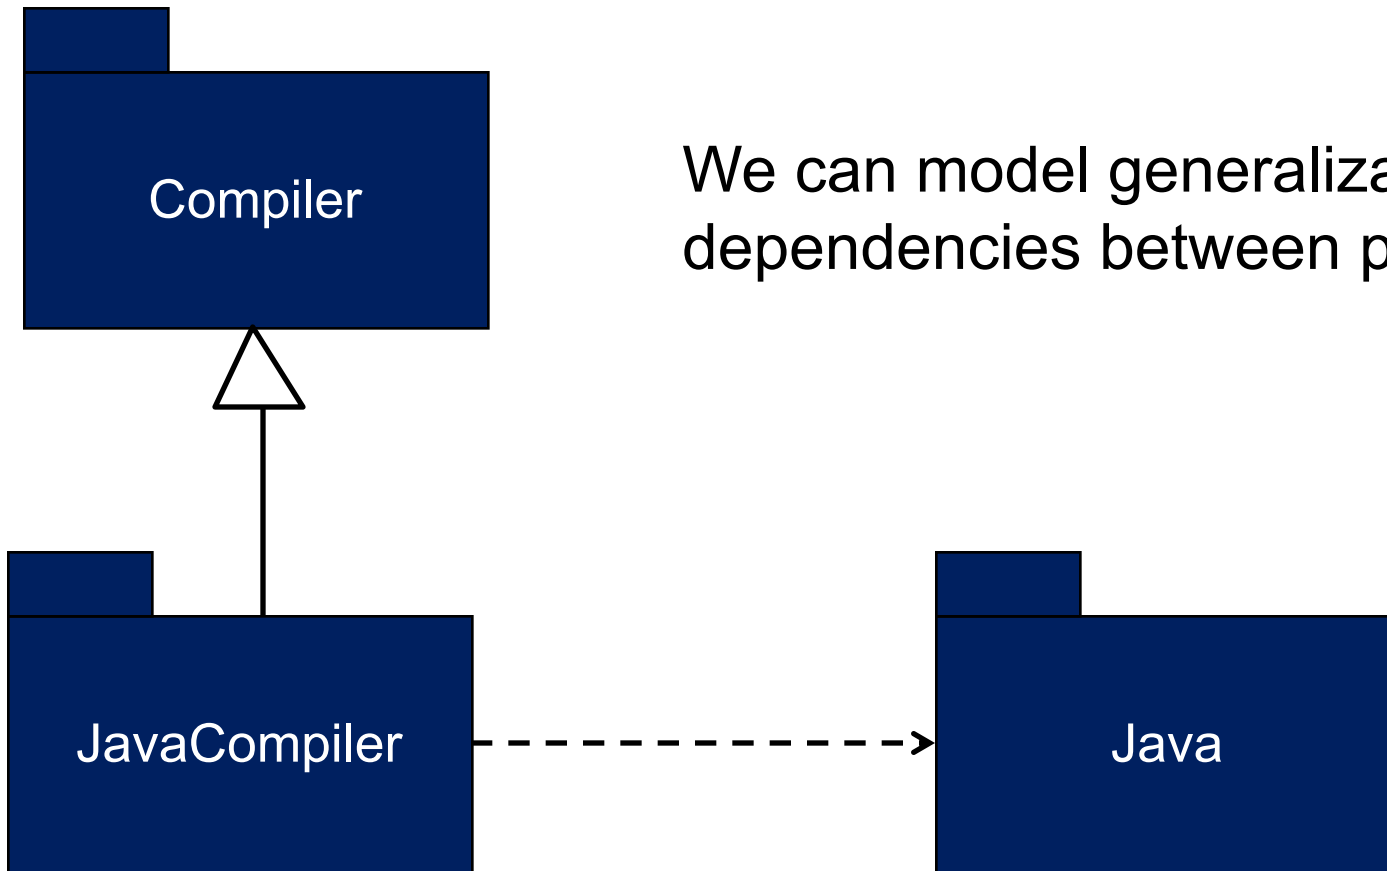 Compiler
We can model generaliza
dependencies between p
JavaCompiler
Java